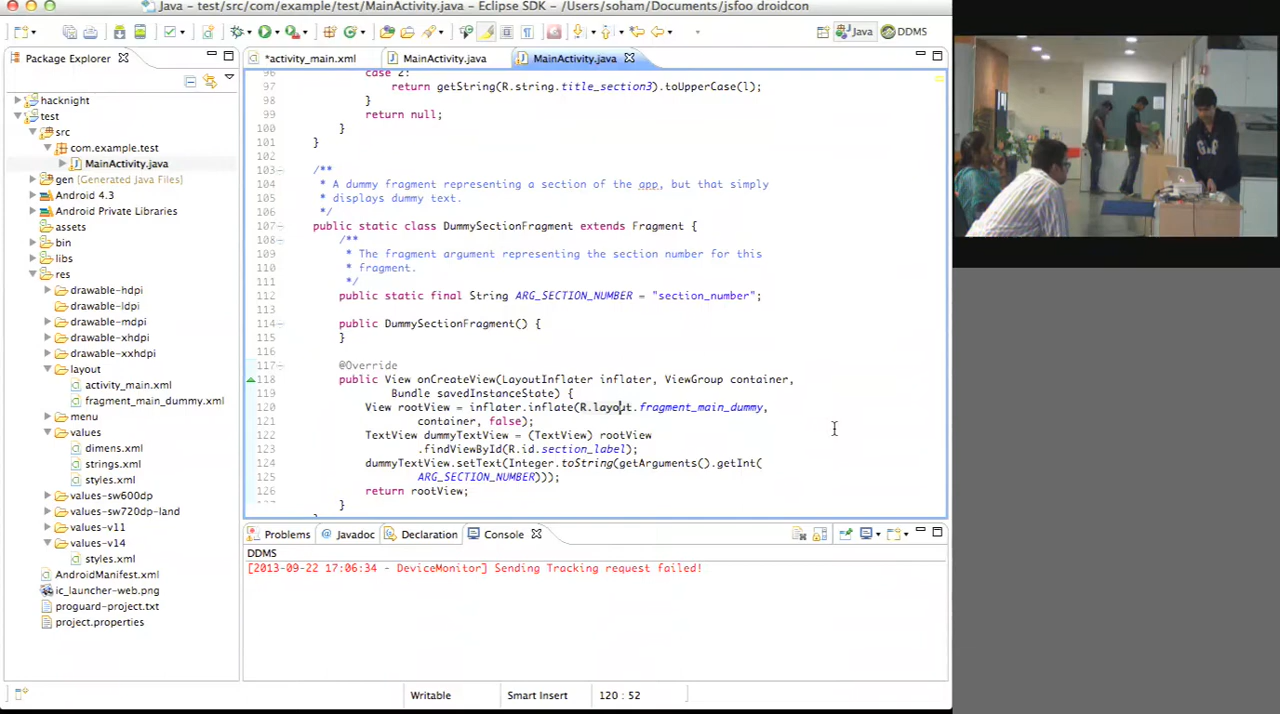 Java - test/src/com/example/test/MainActivity.java - Eclipse SDK - /Users/soham/Documents/jsfoo droidcon
Java
DDMS
Package Explorer
*activity_main.xml
MainActivity.java
MainActivity.java
hacknight
test
src
com.example.test
MainActivity.java
gen [Generated Java Files]
Android 4.3
Android Private Libraries
assets
bin
libs
res
drawable-hdpi
drawable-ldpi
drawable-mdpi
drawable-xhdpi
drawable-xxhdpi
layout
activity_main.xml
fragment_main_dummy.xml
menu
values
dimens.xml
strings.xml
styles.xml
values-sw600dp
values-sw720dp-land
values-v11
values-v14
styles.xml
AndroidManifest.xml
ic_launcher-web.png
proguard-project.txt
project.properties
96 case 2:
97 return getString(R.string.title_section3).toUpperCase(l);
98 }
99 return null;
100 }
101 }
102
103 /**
104 * A dummy fragment representing a section of the app, but that simply
105 * displays dummy text.
106 */
107 public static class DummySectionFragment extends Fragment {
108 /**
109 * The fragment argument representing the section number for this
110 * fragment.
111 */
112 public static final String ARG_SECTION_NUMBER = "section_number";
113
114 public DummySectionFragment() {
115 }
116
117 @Override
118 public View onCreateView(LayoutInflater inflater, ViewGroup container,
119 Bundle savedInstanceState) {
120 View rootView = inflater.inflate(R.layout.fragment_main_dummy,
121 container, false);
122 TextView dummyTextView = (TextView) rootView
123 .findViewById(R.id.section_label);
124 dummyTextView.setText(Integer.toString(getArguments().getInt(
125 ARG_SECTION_NUMBER)));
126 return rootView;
127 }
Problems
@ Javadoc
Declaration
Console
DDMS
[2013-09-22 17:06:34 - DeviceMonitor] Sending Tracking request failed!
Writable
Smart Insert
120 : 52